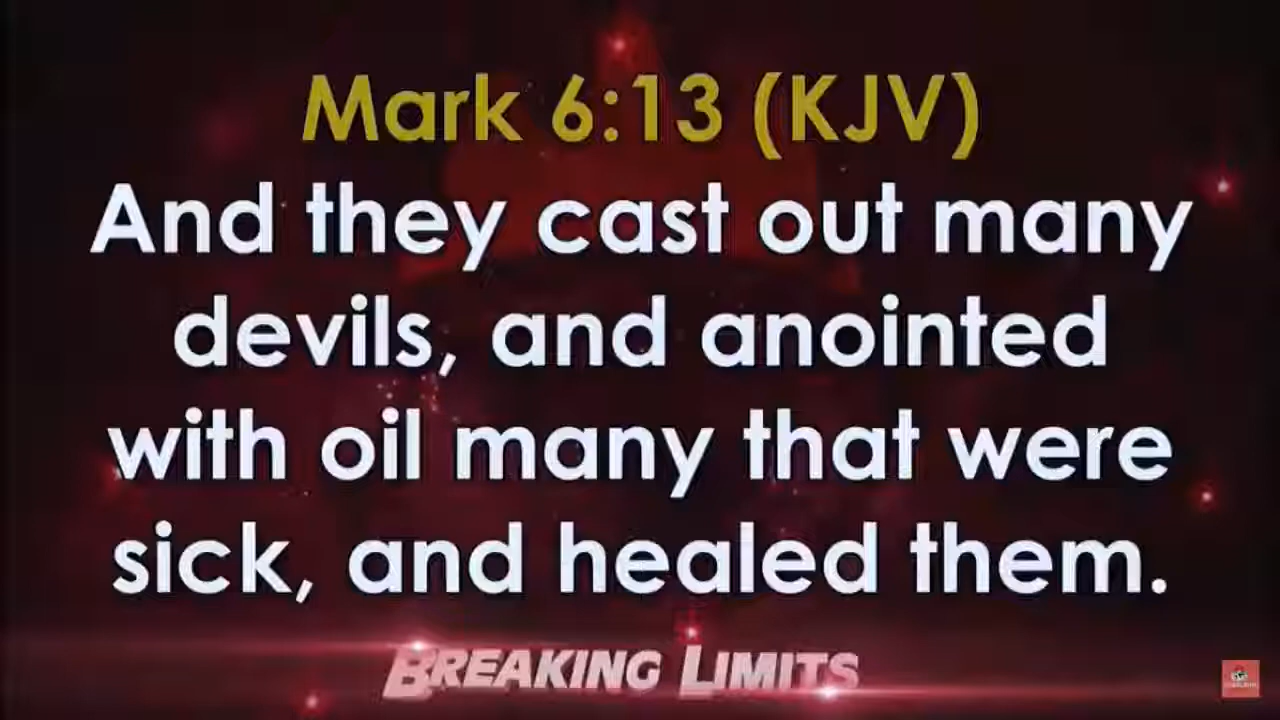 Mark 6:13 (KJV)
And they cast out many
devils, and anointed
with oil many that were
sick, and healed them.
BREAKING LIMITS